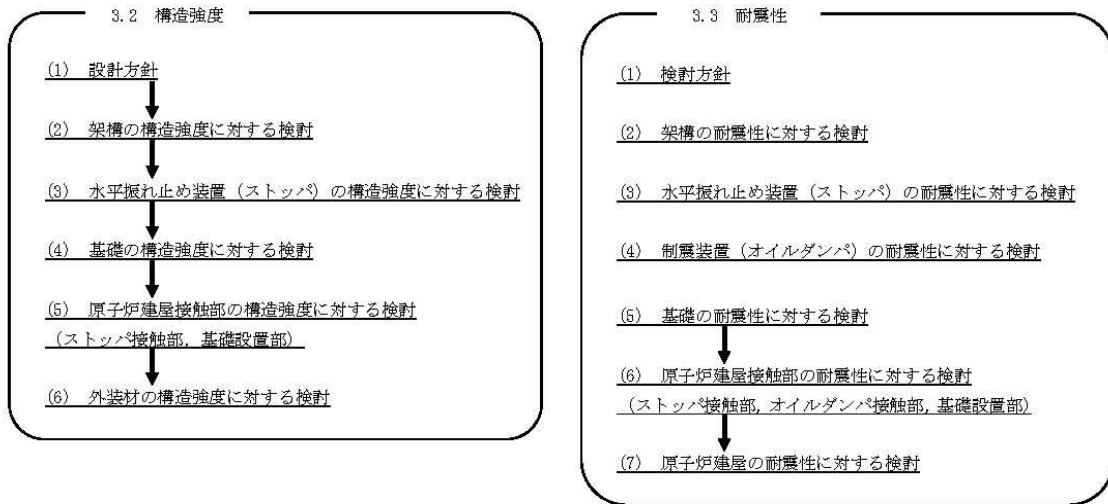 3.2 構造強度
(1) 設計方針
(2) 架構の構造強度に対する検討
(3) 水平振れ止め装置(ストッパ)の構造強度に対する検討
(4) 基礎の構造強度に対する検討
(5) 原子炉建屋接触部の構造強度に対する検討
(ストッパ接触部, 基礎設置部)
(6) 外装材の構造強度に対する検討
3.3 耐震性
(1) 検討方針
(2) 架構の耐震性に対する検討
(3) 水平振れ止め装置(ストッパ)の耐震性に対する検討
(4) 制震装置(オイルダンパ)の耐震性に対する検討
(5) 基礎の耐震性に対する検討
(6) 原子炉建屋接触部の耐震性に対する検討
(ストッパ接触部, オイルダンパ接触部, 基礎設置部)
(7) 原子炉建屋の耐震性に対する検討